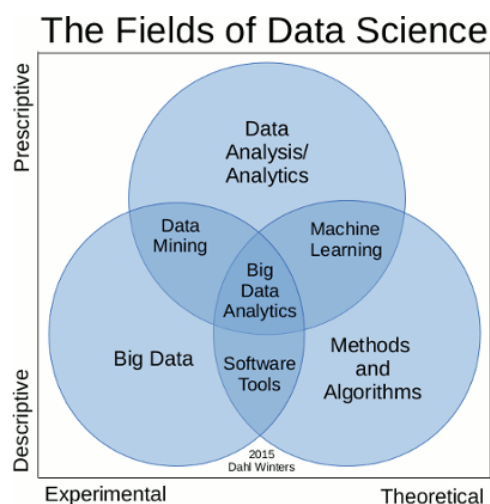 The Fields of Data Science
Prescriptive
Data
Analysis/
Analytics
Data
Mining
Machine
Learning
Big
Data
Analytics
Big Data
Software
Tools
Methods
and
Algorithms
Descriptive
2015
Dahl Winters
Experimental
Theoretical